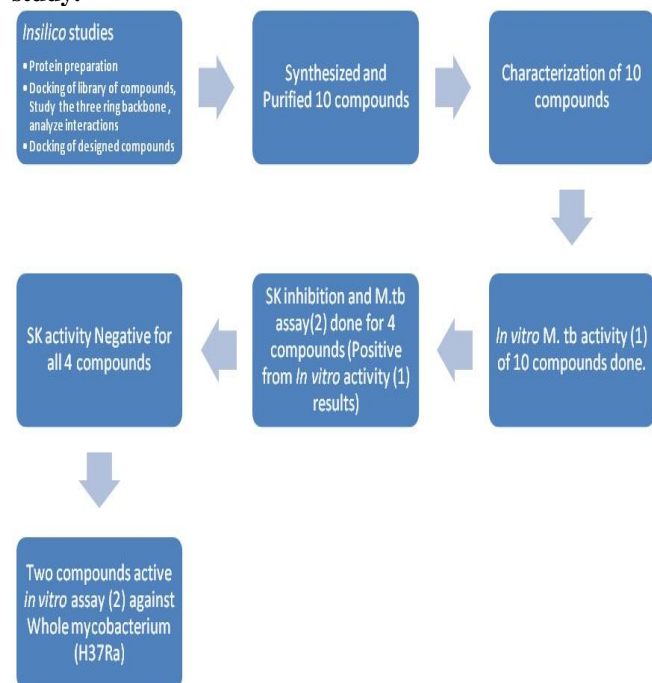 study.
Insilico studies
▪ Protein preparation
▪ Docking of library of compounds,
Study the three ring backbone ,
analyze interactions
▪ Docking of designed compounds
Synthesized and
Purified 10 compounds
Characterization of 10
compounds
In vitro M. tb activity (1)
of 10 compounds done.
SK inhibition and M.tb
assay(2) done for 4
compounds (Positive
from In vitro activity (1)
results)
SK activity Negative for
all 4 compounds
Two compounds active
in vitro assay (2) against
Whole mycobacterium
(H37Ra)